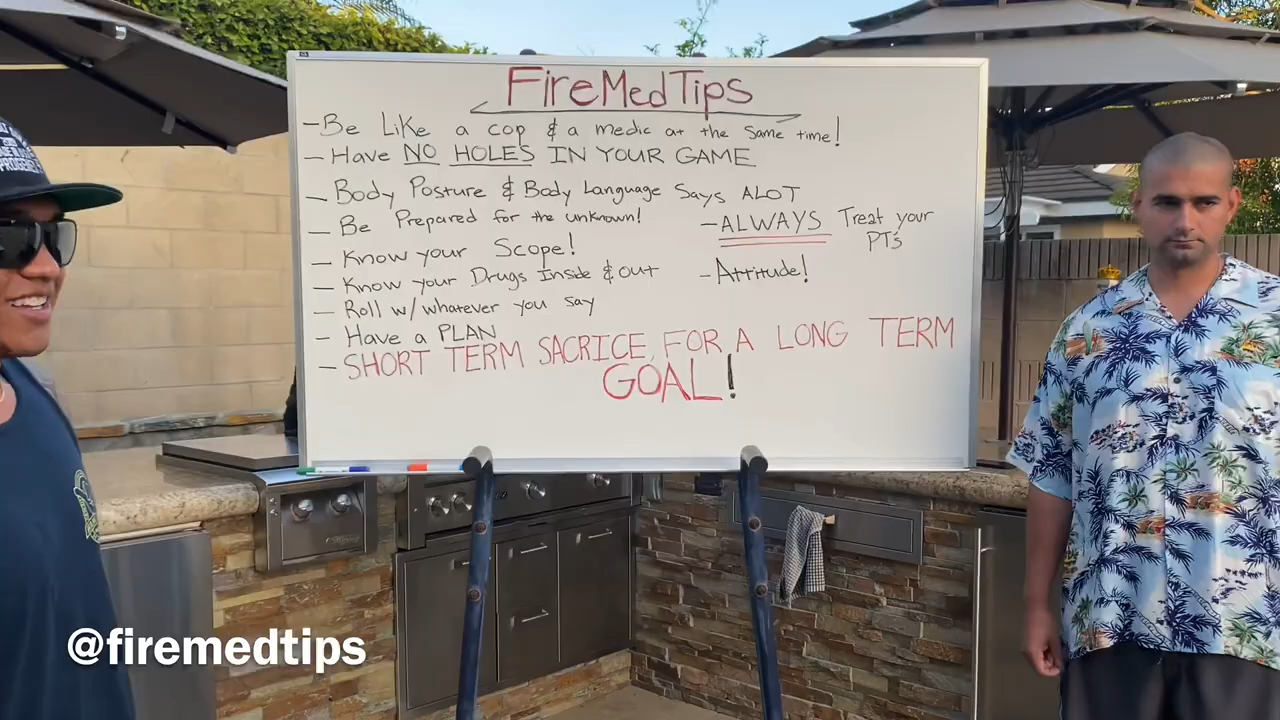 FireMedTips
- Be Like a cop & a medic at the same time!
- Have NO HOLES IN YOUR GAME
- Body Posture & Body Language Says ALOT
- Be Prepared for the unknown!
- Know your Scope!
- Know your Drugs Inside & out
- Roll w/ whatever you say
- Have a PLAN
- SHORT TERM SACRICE FOR A LONG TERM
GOAL!
- ALWAYS Treat your
PTS
- Attitude!
@firemedtips